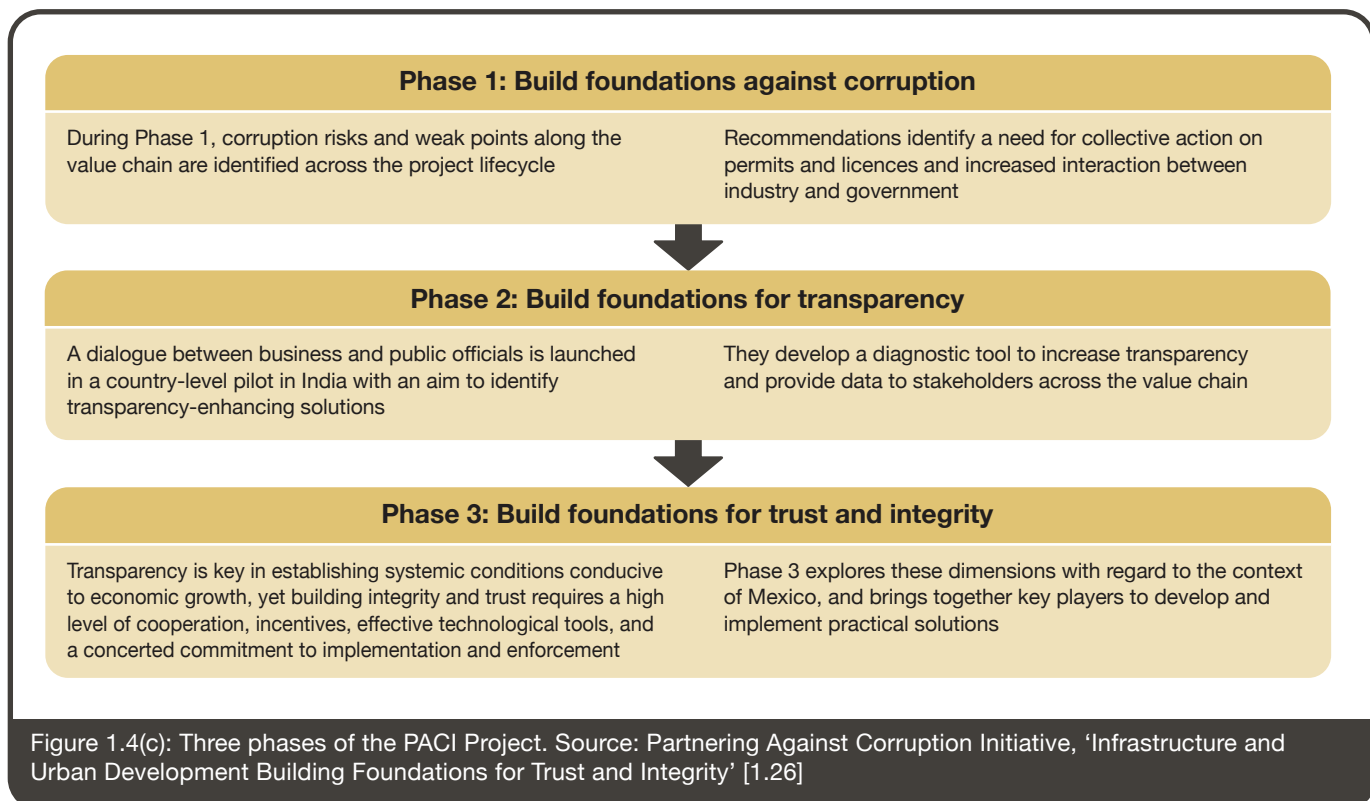 Phase 1: Build foundations against corruption
During Phase 1, corruption risks and weak points along the
value chain are identified across the project lifecycle
Recommendations identify a need for collective action on
permits and licences and increased interaction between
industry and government
Phase 2: Build foundations for transparency
A dialogue between business and public officials is launched
in a country-level pilot in India with an aim to identify
transparency-enhancing solutions
They develop a diagnostic tool to increase transparency
and provide data to stakeholders across the value chain
Phase 3: Build foundations for trust and integrity
Transparency is key in establishing systemic conditions conducive
to economic growth, yet building integrity and trust requires a high
level of cooperation, incentives, effective technological tools, and
a concerted commitment to implementation and enforcement
Phase 3 explores these dimensions with regard to the context
of Mexico, and brings together key players to develop and
implement practical solutions
Figure 1.4(c): Three phases of the PACI Project. Source: Partnering Against Corruption Initiative, ‘Infrastructure and
Urban Development Building Foundations for Trust and Integrity’ [1.26]